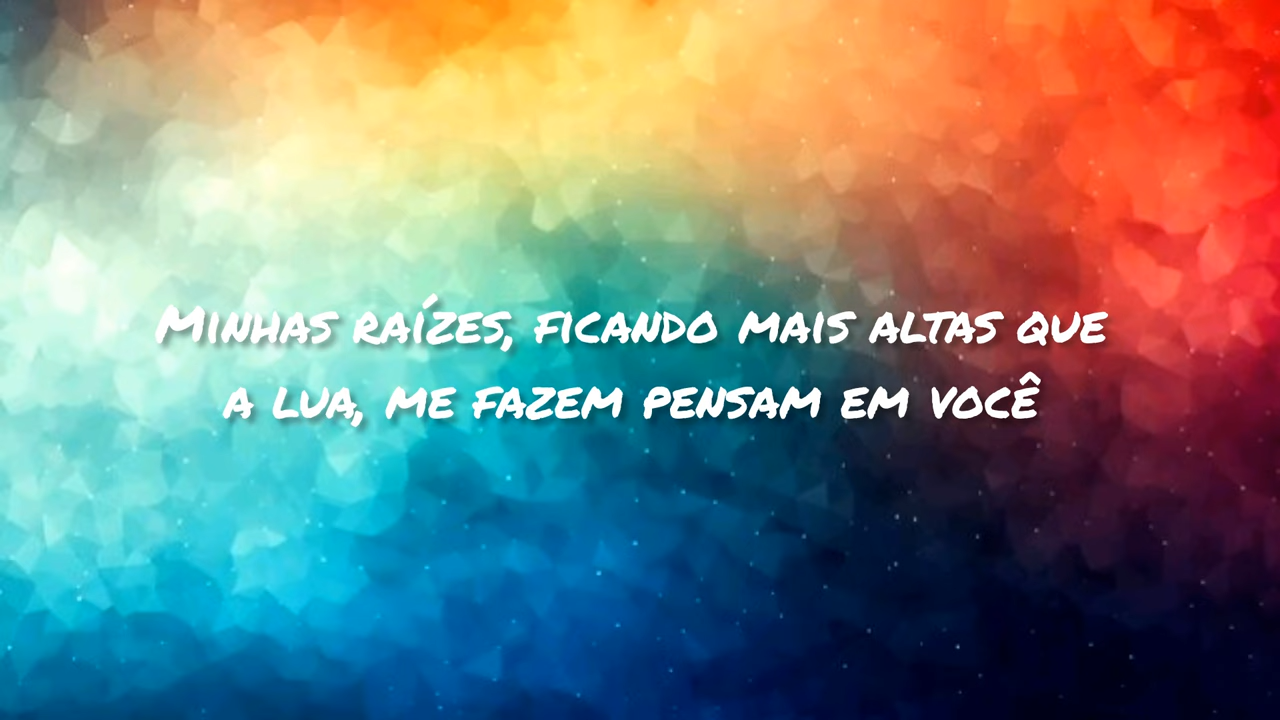 Minhas raízes, ficando mais altas que
a lua, me fazem pensam em você